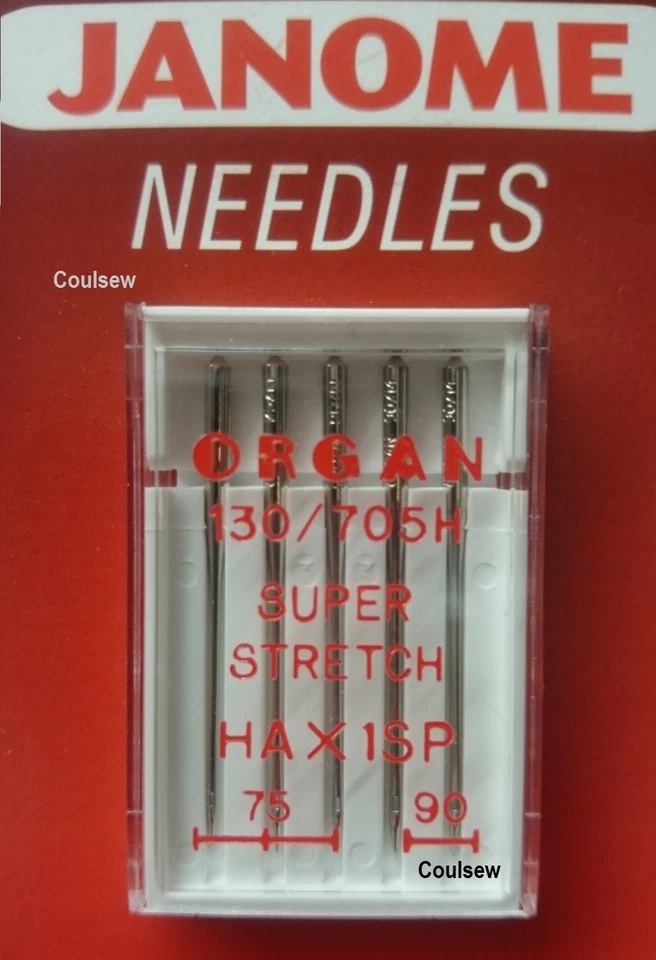 JANOME
NEEDLES
Coulsew
ORGAN
130/705H
SUPER
STRETCH
HAX1SP
75 90
Coulsew